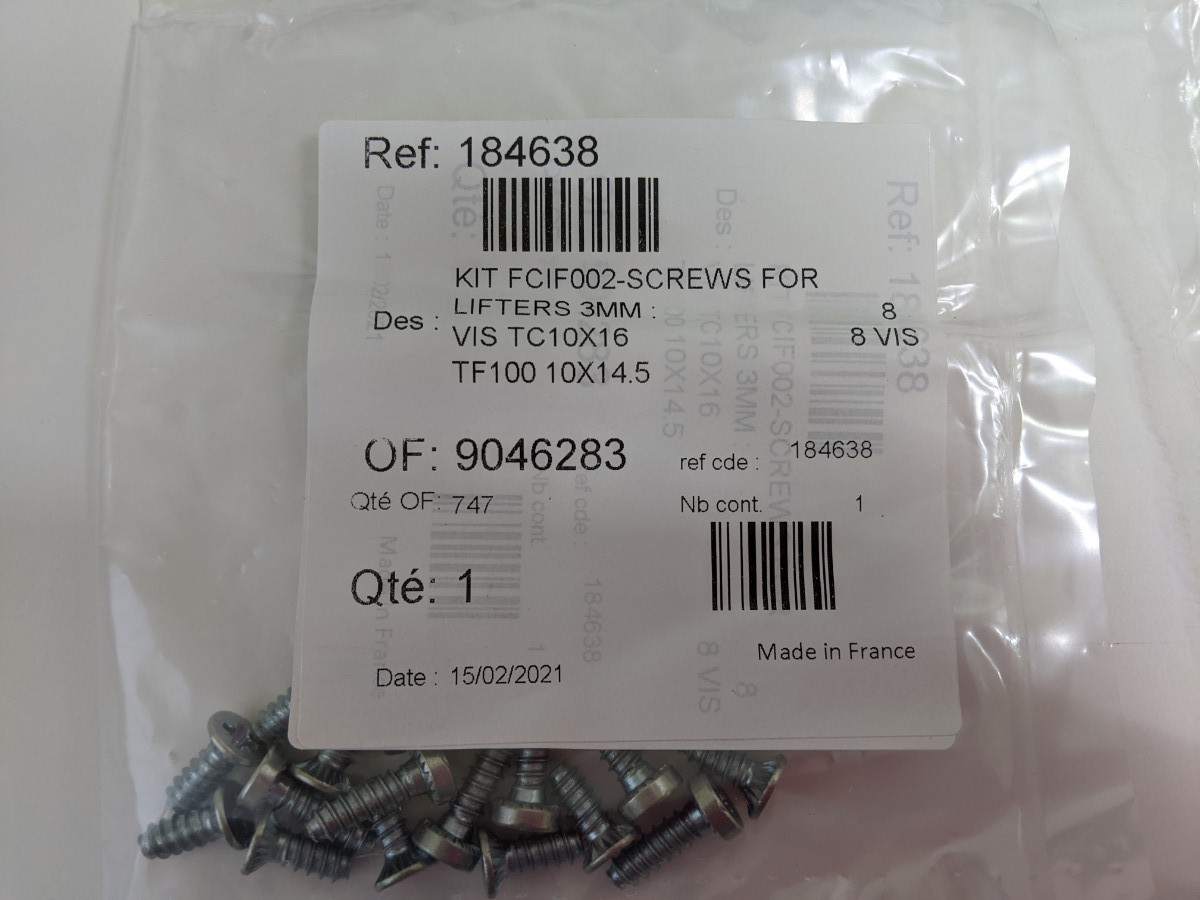 Ref: 184638
KIT FCIF002-SCREWS FOR
LIFTERS 3MM : 8
Des : VIS TC10X16 8 VIS
TF100 10X14.5
OF: 9046283 ref cde : 184638
Qté OF: 747 Nb cont. 1
Qté: 1
Made in France
Date : 15/02/2021